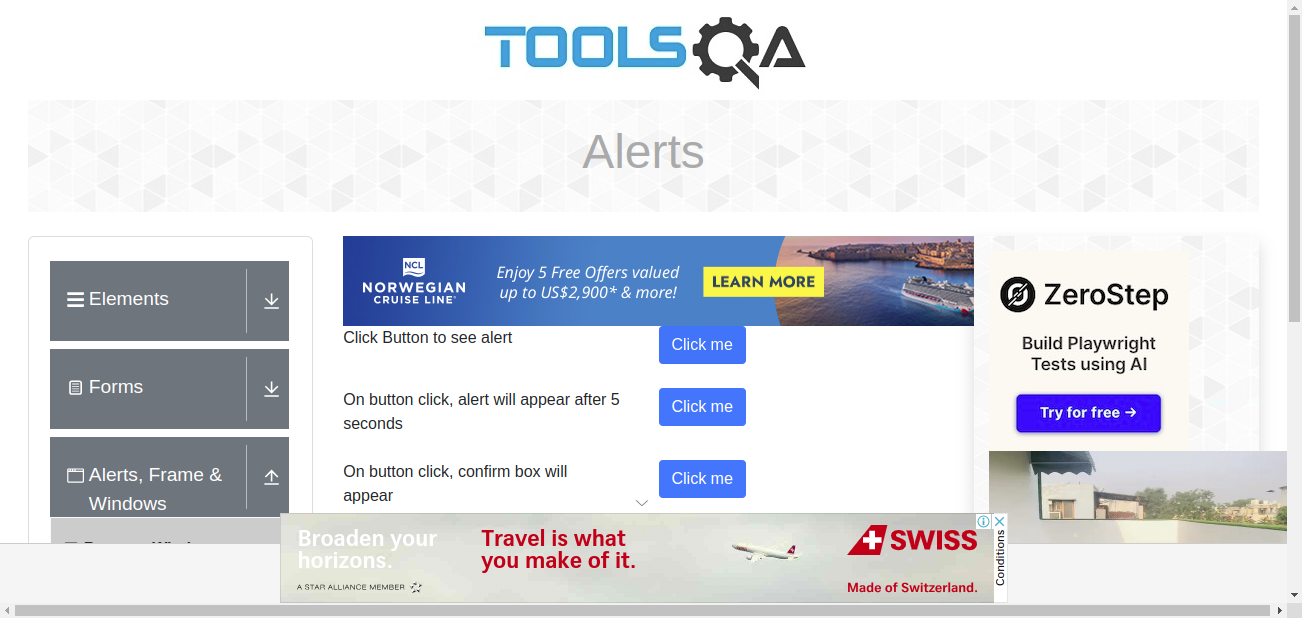 TOOLSQA
Alerts
Elements
Forms
Alerts, Frame &
Windows
NCL
NORWEGIAN
CRUISE LINE®
Enjoy 5 Free Offers valued
up to US$2,900* & more!
LEARN MORE
Click Button to see alert
Click me
On button click, alert will appear after 5
seconds
Click me
On button click, confirm box will
appear
Click me
ZeroStep
Build Playwright
Tests using AI
Try for free →
Broaden your
horizons.
A STAR ALLIANCE MEMBER
Travel is what
you make of it.
SWISS
Made of Switzerland.
Conditions